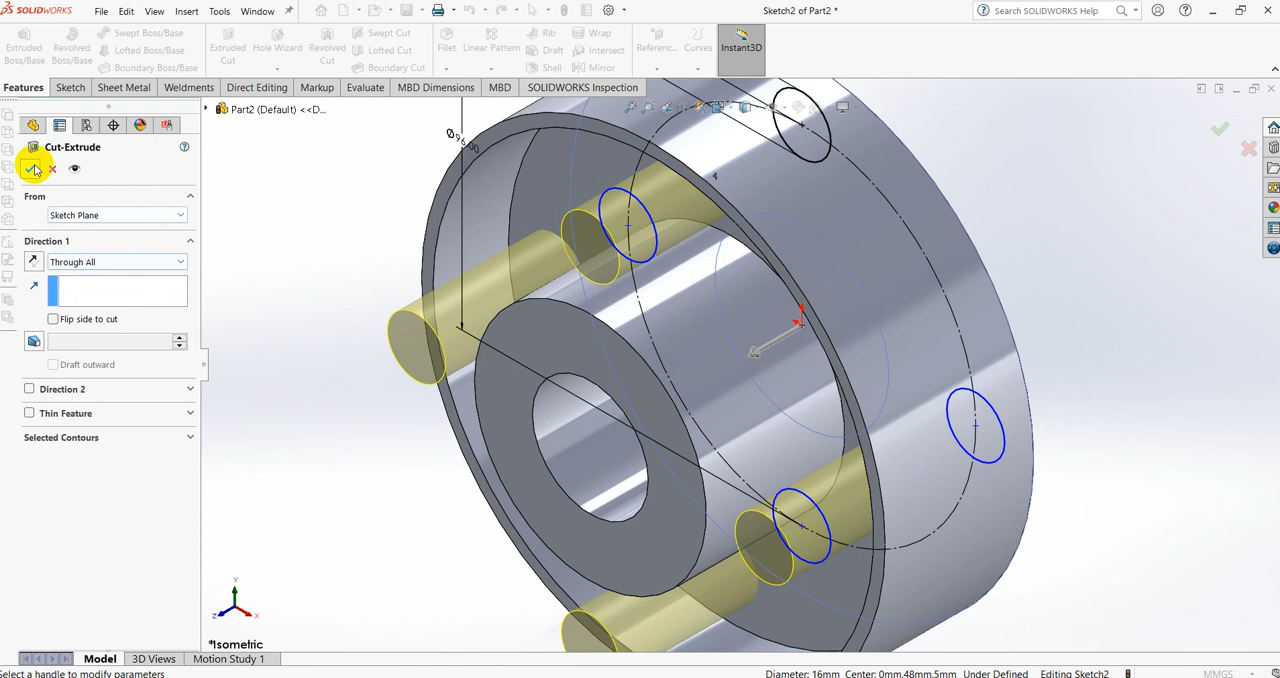 SOLIDWORKS
File Edit View Insert Tools Window
Sketch2 of Part2 *
Search SOLIDWORKS Help
Extruded Boss/Base
Revolved Boss/Base
Swept Boss/Base
Lofted Boss/Base
Boundary Boss/Base
Extruded Cut
Hole Wizard
Revolved Cut
Swept Cut
Lofted Cut
Boundary Cut
Fillet
Linear Pattern
Rib
Draft
Shell
Wrap
Intersect
Mirror
Referenc...
Curves
Instant3D
Features Sketch Sheet Metal Weldments Direct Editing Markup Evaluate MBD Dimensions MBD SOLIDWORKS Inspection
Part2 (Default) <<D...
Cut-Extrude
From
Sketch Plane
Direction 1
Through All
Flip side to cut
Draft outward
Direction 2
Thin Feature
Selected Contours
Ø96.00
4
Y
Z
X
*Isometric
Model 3D Views Motion Study 1
Select a handle to modify parameters
Diameter: 16mm Center: 0mm,48mm,5mm Under Defined Editing Sketch2
MMGS